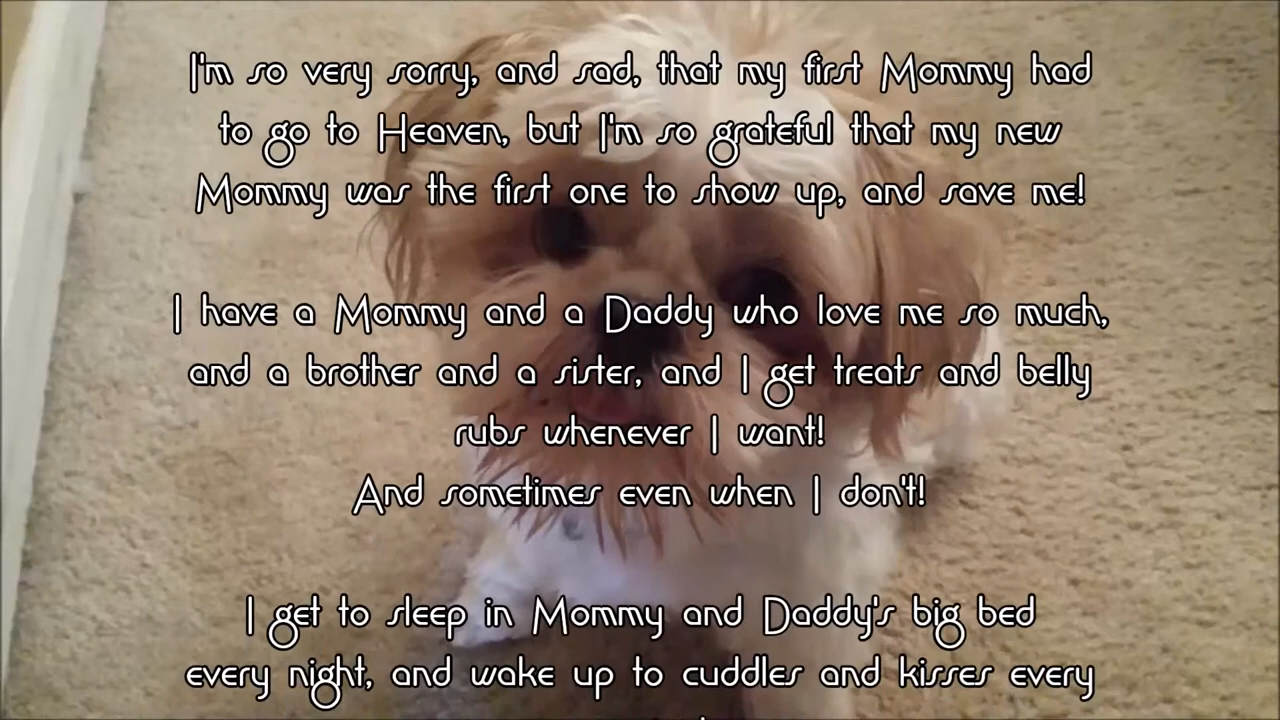 I'm so very sorry, and sad, that my first Mommy had
to go to Heaven, but I'm so grateful that my new
Mommy was the first one to show up, and save me!
I have a Mommy and a Daddy who love me so much,
and a brother and a sister, and I get treats and belly
rubs whenever I want!
And sometimes even when I don't!
I get to sleep in Mommy and Daddy's big bed
every night, and wake up to cuddles and kisses every